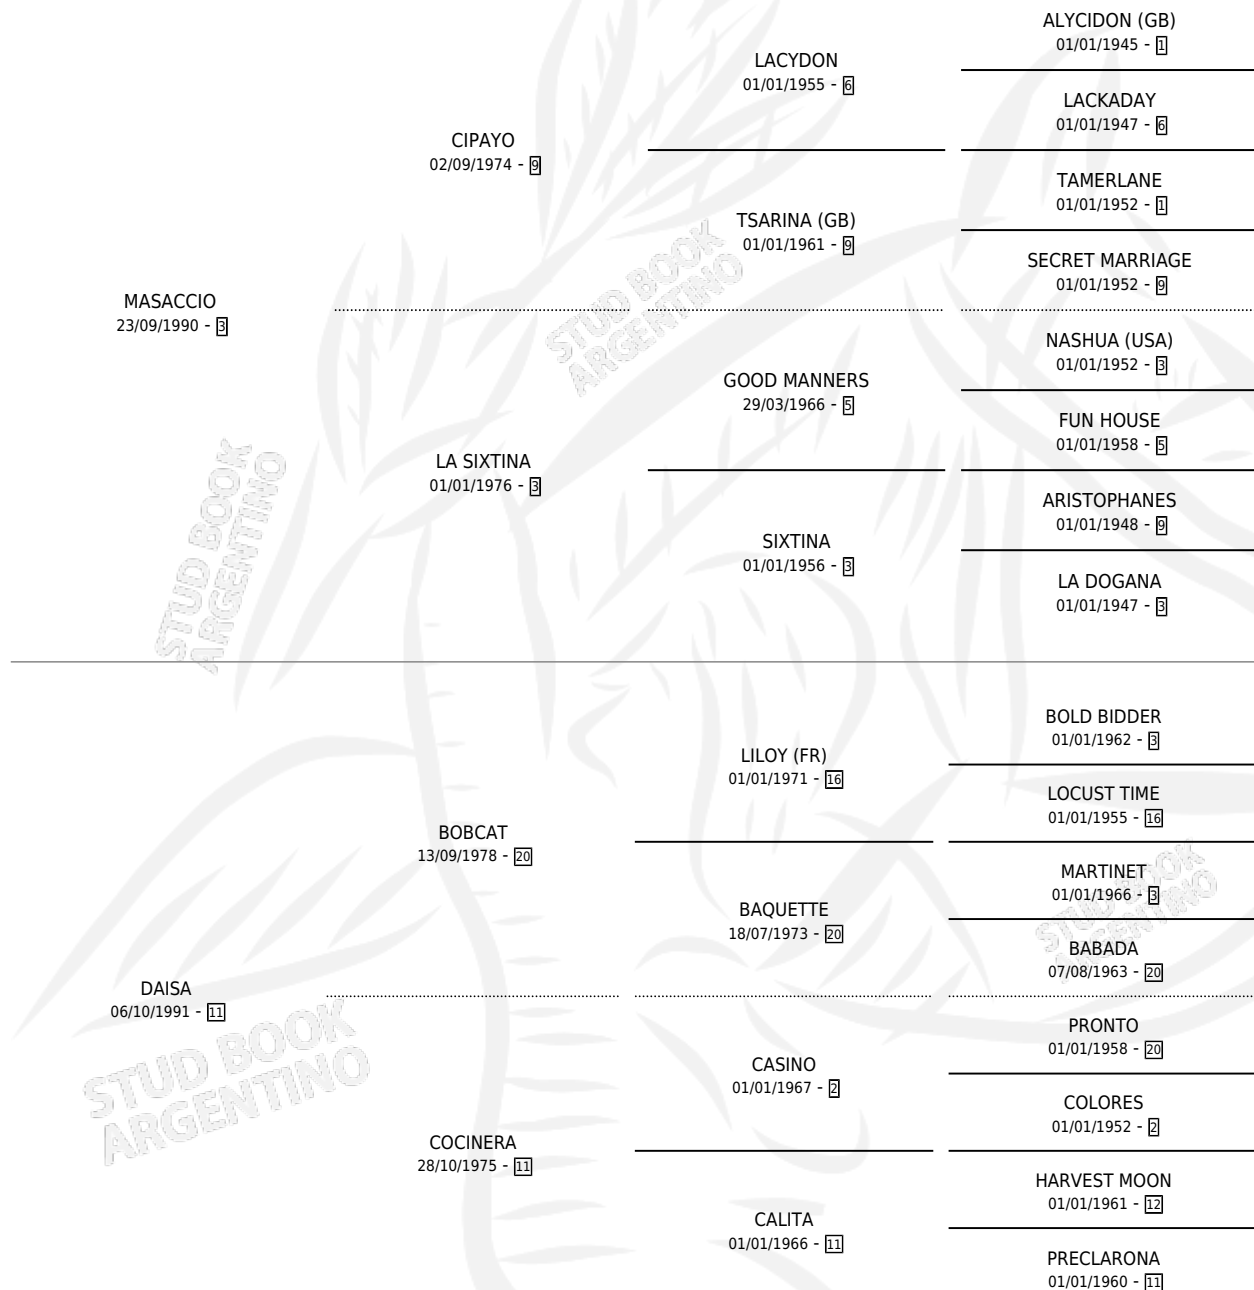 ALYCIDON (GB)
01/01/1945 - 1
LACYDON
01/01/1955 - 6
LACKADAY
01/01/1947 - 6
CIPAYO
02/09/1974 - 9
TAMERLANE
01/01/1952 - 1
TSARINA (GB)
01/01/1961 - 9
SECRET MARRIAGE
01/01/1952 - 9
MASACCIO
23/09/1990 - 3
STUD BOOK
ARGENTINO
NASHUA (USA)
01/01/1952 - 3
GOOD MANNERS
29/03/1966 - 5
FUN HOUSE
01/01/1958 - 5
LA SIXTINA
01/01/1976 - 3
ARISTOPHANES
01/01/1948 - 9
SIXTINA
01/01/1956 - 3
STUD BOOK
ARGENTINO
LA DOGANA
01/01/1947 - 3
BOLD BIDDER
01/01/1962 - 3
LILOY (FR)
01/01/1971 - 16
LOCUST TIME
01/01/1955 - 16
BOBCAT
13/09/1978 - 20
MARTINET
01/01/1966 - 3
STUD BOOK
ARGENTINO
BAQUETTE
18/07/1973 - 20
BABADA
07/08/1963 - 20
DAISA
06/10/1991 - 11
STUD BOOK
ARGENTINO
PRONTO
01/01/1958 - 20
CASINO
01/01/1967 - 2
COLORES
01/01/1952 - 2
COCINERA
28/10/1975 - 11
HARVEST MOON
01/01/1961 - 12
CALITA
01/01/1966 - 11
PRECLARONA
01/01/1960 - 11